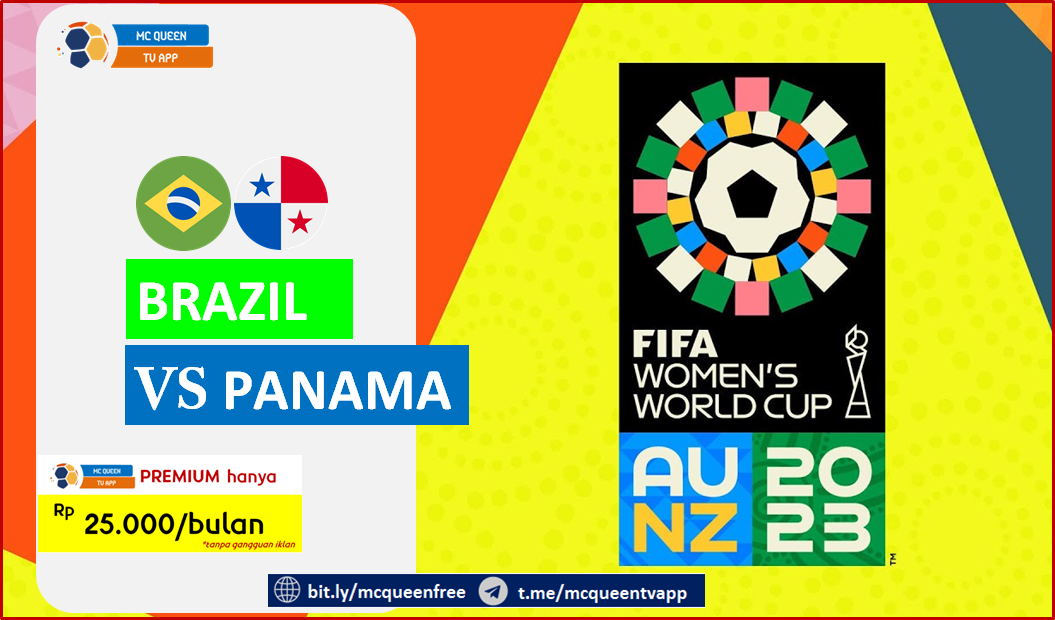 MC QUEEN
TV APP
BRAZIL
VS PANAMA
MC QUEEN
TV APP
PREMIUM hanya
Rp 25.000/bulan
*tanpa gangguan iklan
FIFA
WOMEN'S
WORLD CUP
AU 20
NZ 23
TM
bit.ly/mcqueenfree t.me/mcqueentvapp